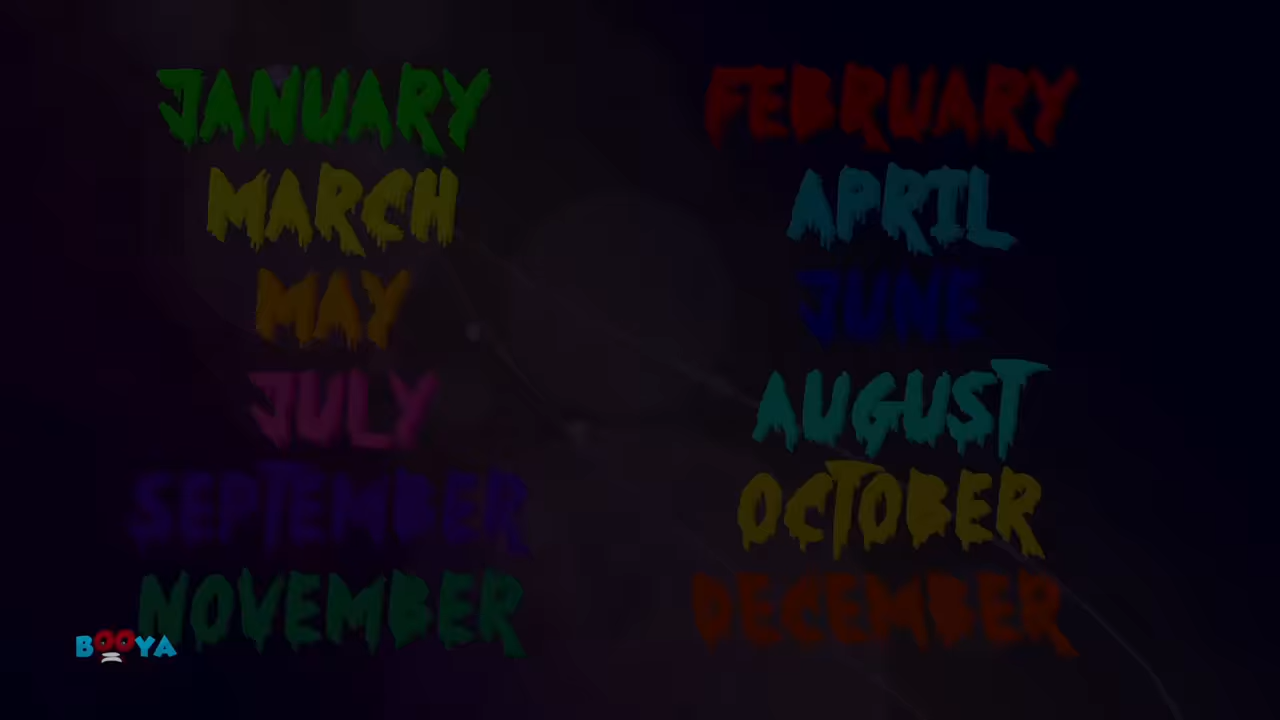 JANUARY FEBRUARY
MARCH APRIL
MAY JUNE
JULY AUGUST
SEPTEMBER OCTOBER
NOVEMBER DECEMBER
BOOYA